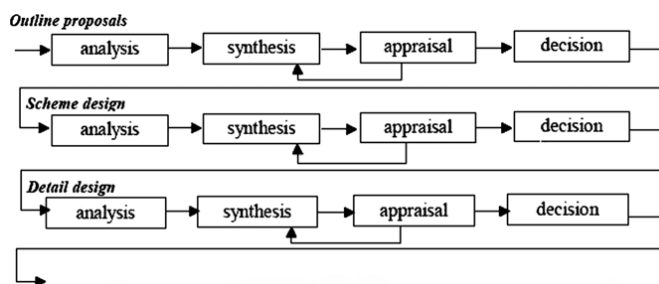 Outline proposals
analysis synthesis appraisal decision
Scheme design
analysis synthesis appraisal decision
Detail design
analysis synthesis appraisal decision